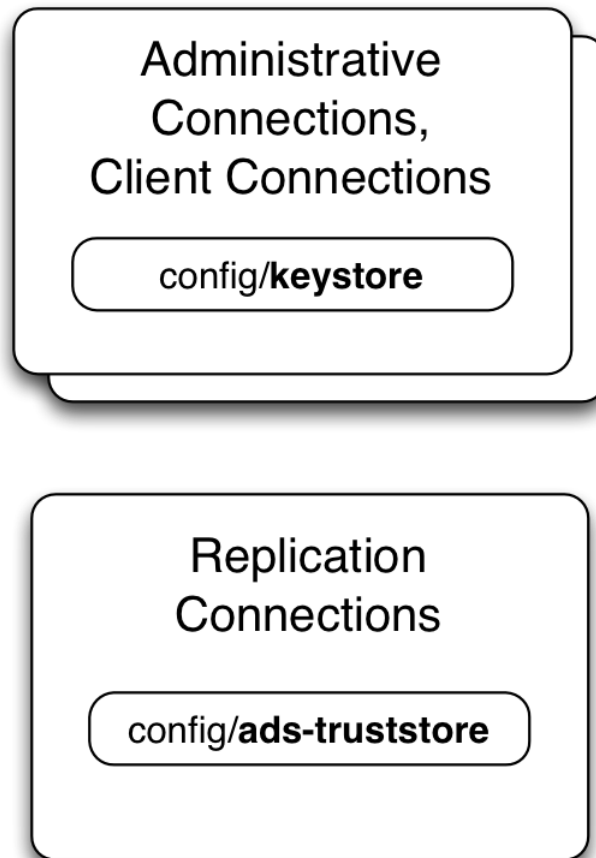 Administrative
Connections,
Client Connections
config/keystore
Replication
Connections
config/ads-truststore